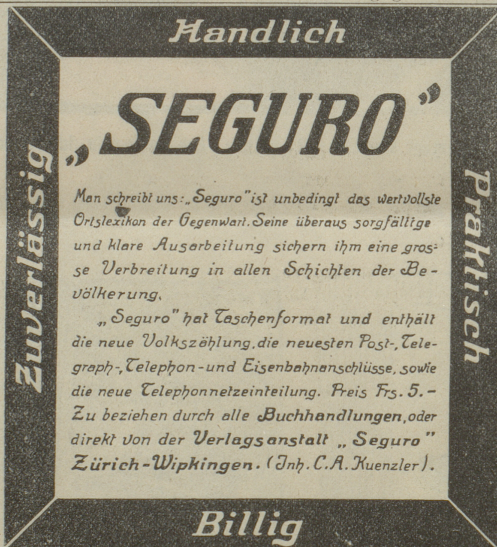 Handlich
Zuverlässig
Praktisch
„SEGURO”
Man schreibt uns: „Seguro” ist unbedingt das wertvollste
Ortslexikon der Gegenwart. Seine überaus sorgfältige
und klare Ausarbeitung sichern ihm eine gros-
se Verbreitung in allen Schichten der Be-
völkerung.
„Seguro” hat Taschenformat und enthält
die neue Volkszählung, die neuesten Post-, Tele-
graph-, Telephon- und Eisenbahnanschlüsse, sowie
die neue Telephonnetzeinteilung. Preis Frs. 5.-
Zu beziehen durch alle Buchhandlungen, oder
direkt von der Verlagsanstalt „Seguro”
Zürich-Wipkingen. (Inh. C.A. Kuenzler).
Billig